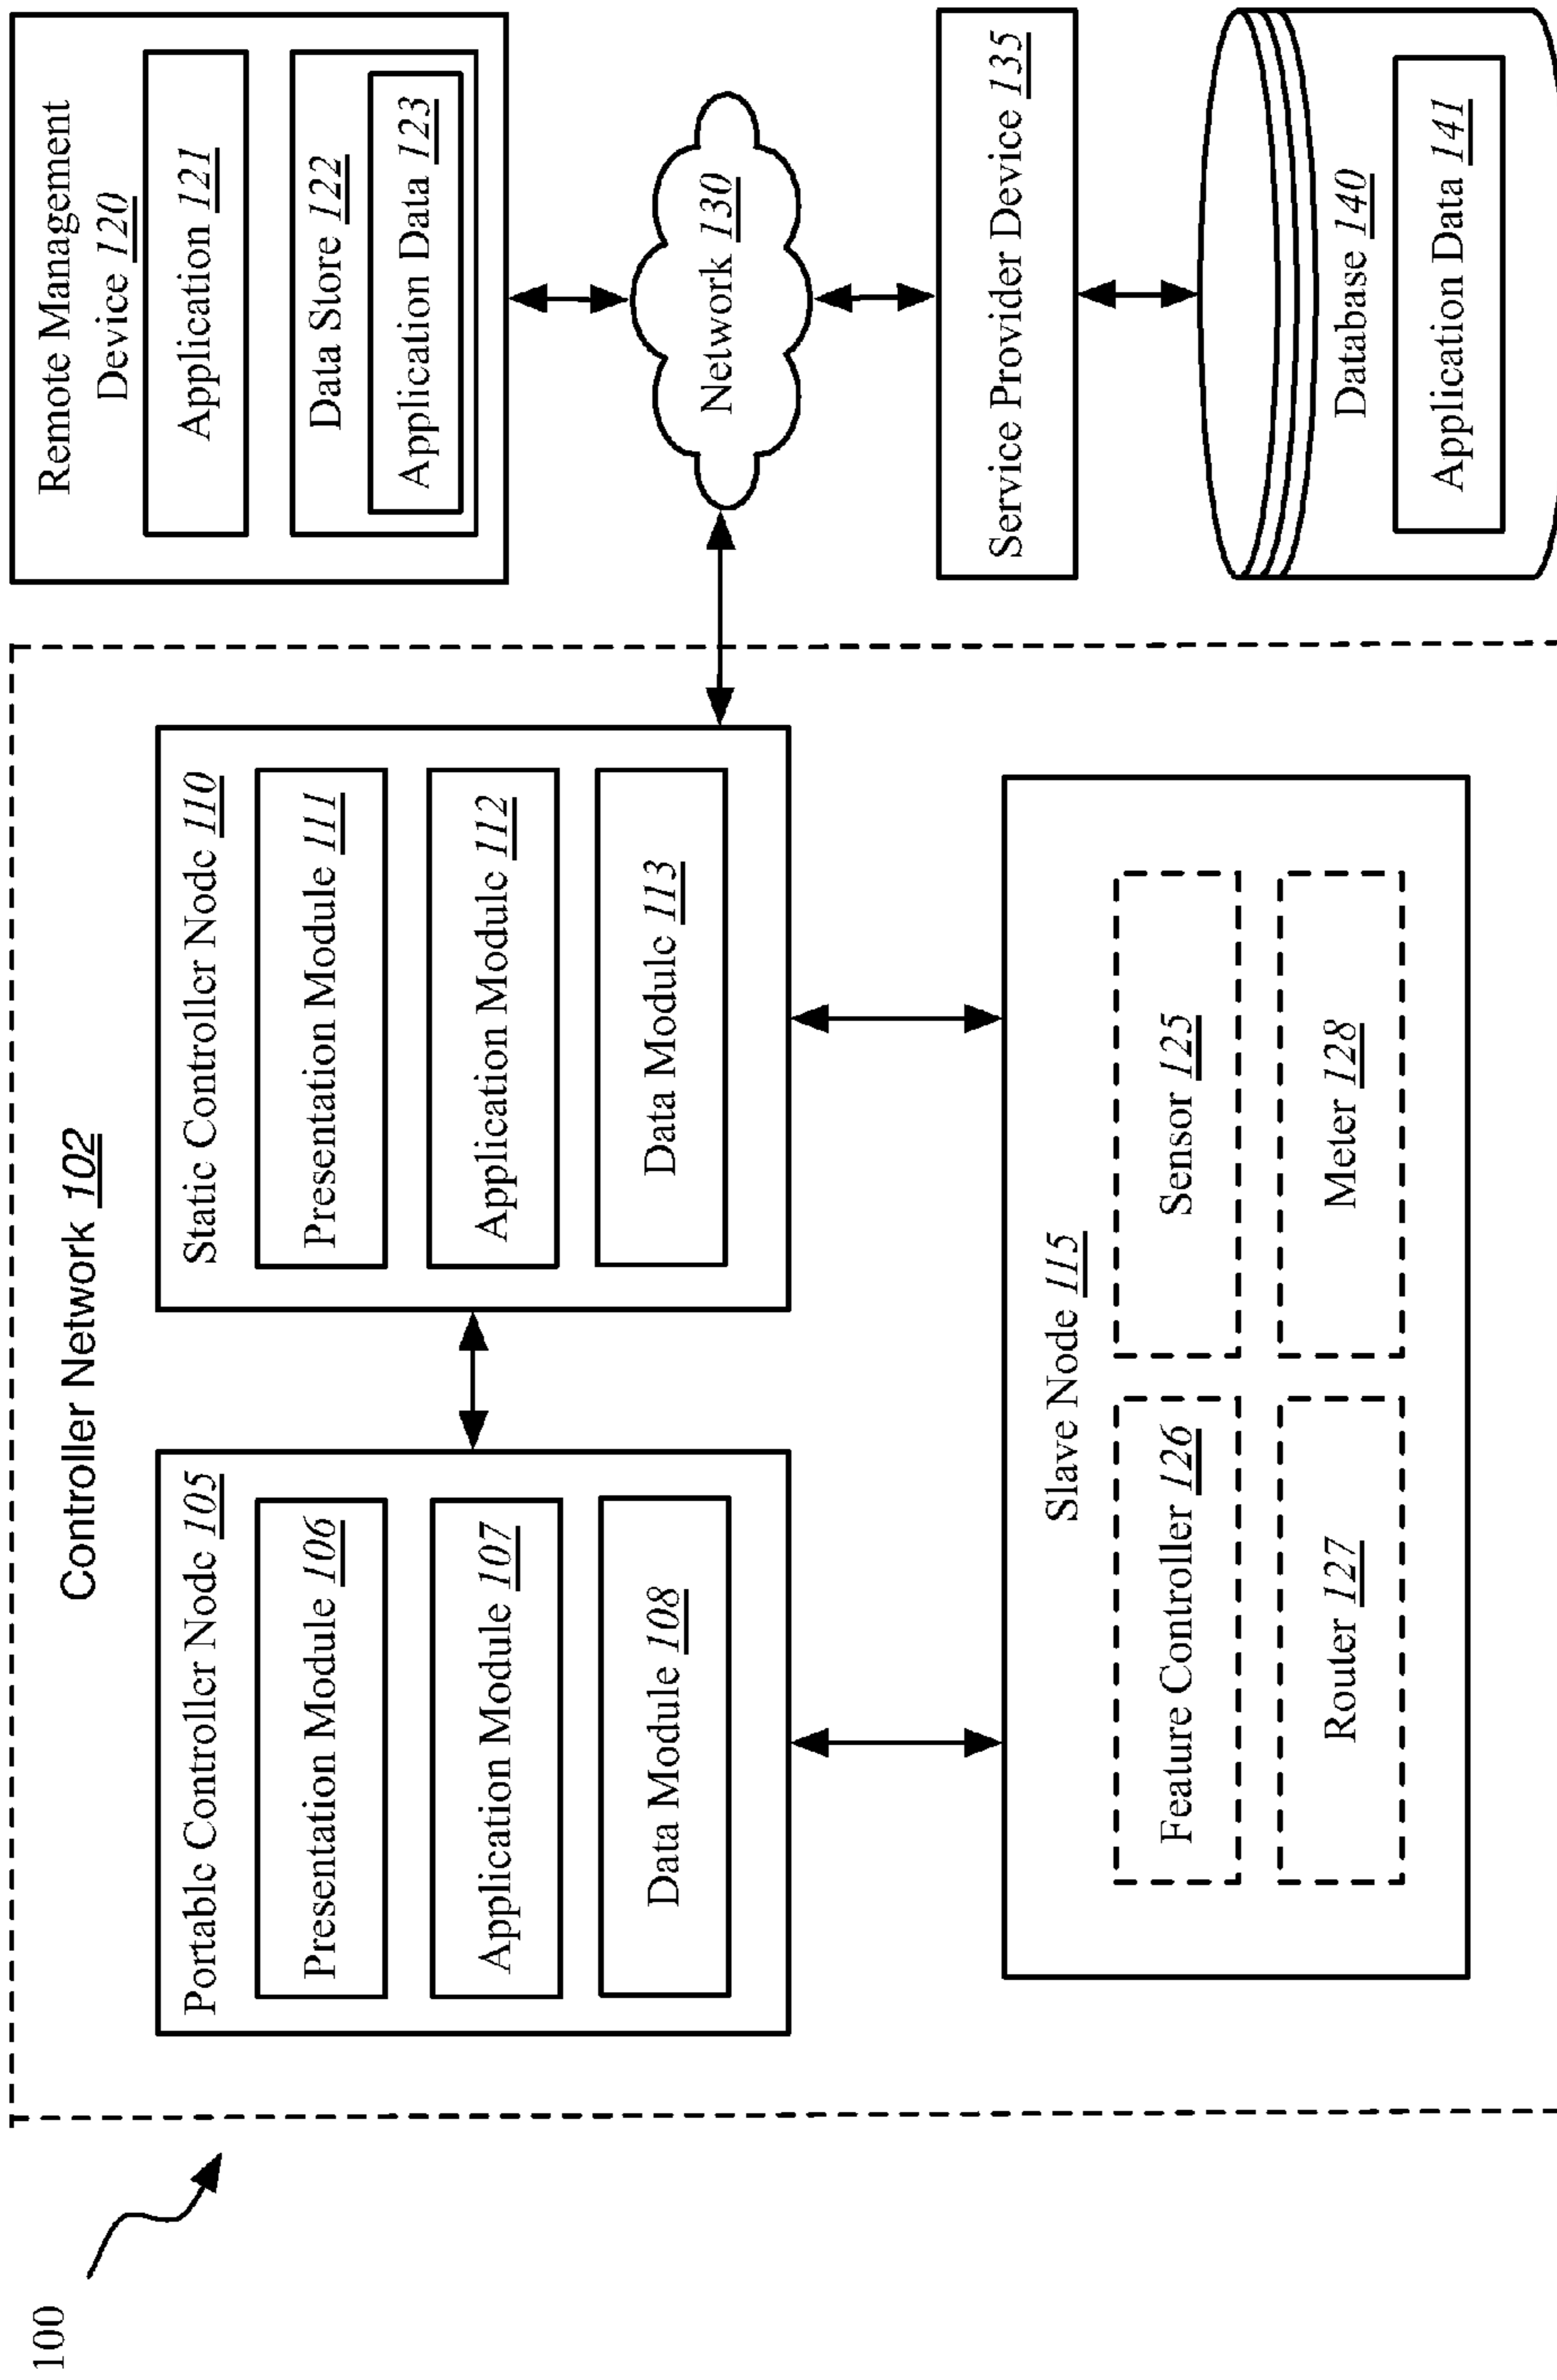 100
Controller Network 102
Portable Controller Node 105
Presentation Module 106
Application Module 107
Data Module 108
Static Controller Node 110
Presentation Module 111
Application Module 112
Data Module 113
Slave Node 115
Feature Controller 126
Sensor 125
Router 127
Meter 128
Remote Management
Device 120
Application 121
Data Store 122
Application Data 123
Network 130
Service Provider Device 135
Database 140
Application Data 141